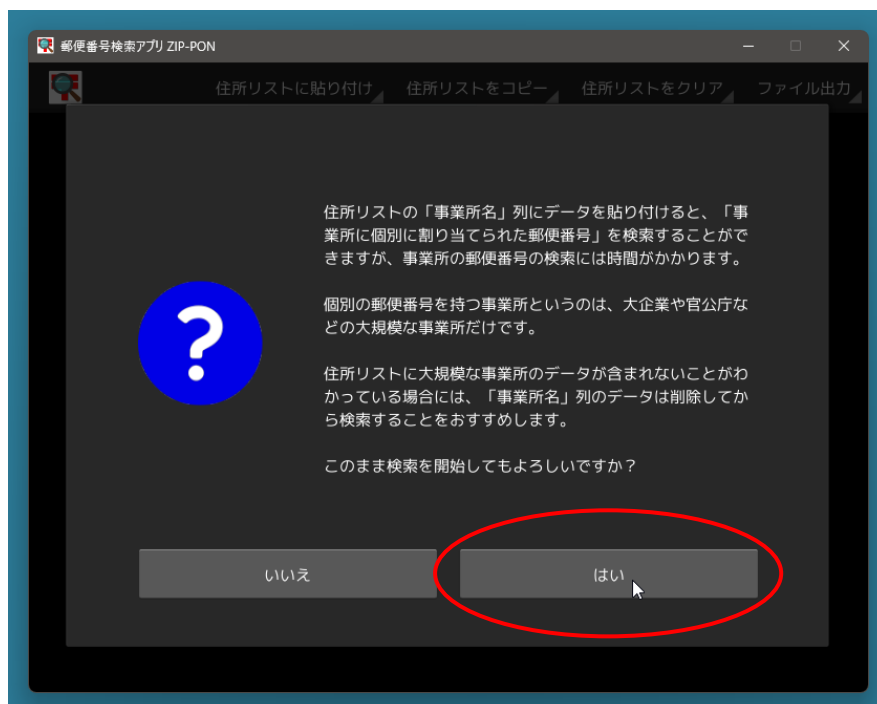 郵便番号検索アプリ ZIP-PON
住所リストに貼り付け 住所リストをコピー 住所リストをクリア ファイル出力
住所リストの「事業所名」列にデータを貼り付けると、「事
業所に個別に割り当てられた郵便番号」を検索することがで
きますが、事業所の郵便番号の検索には時間がかかります。
個別の郵便番号を持つ事業所というのは、大企業や官公庁な
どの大規模な事業所だけです。
住所リストに大規模な事業所のデータが含まれないことがわ
かっている場合には、「事業所名」列のデータは削除してか
ら検索することをおすすめします。
このまま検索を開始してもよろしいですか？
いいえ はい